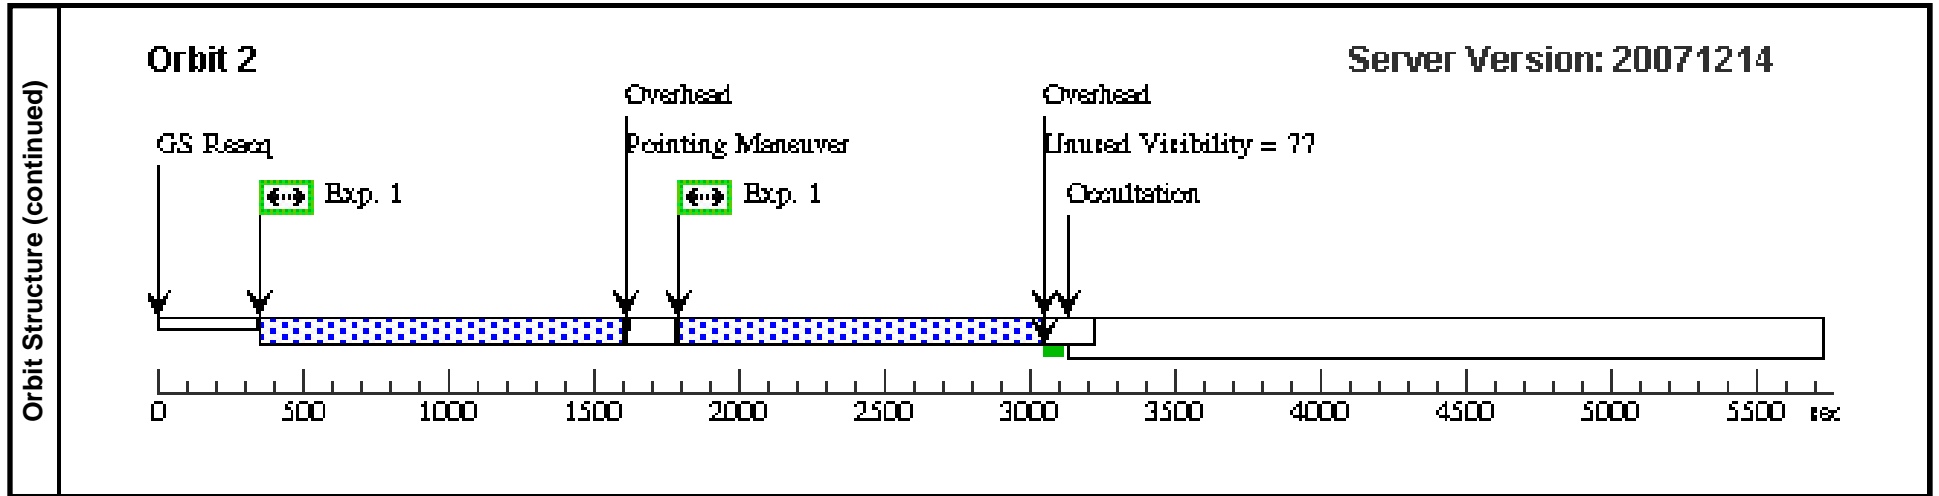 Orbit Structure (continued)
Orbit 2
Server Version: 20071214
Overhead
Overhead
GS Reacq
Pointing Maneuver
Unused Visibility = 77
Exp. 1
Exp. 1
Occultation
0 500 1000 1500 2000 2500 3000 3500 4000 4500 5000 5500 sec